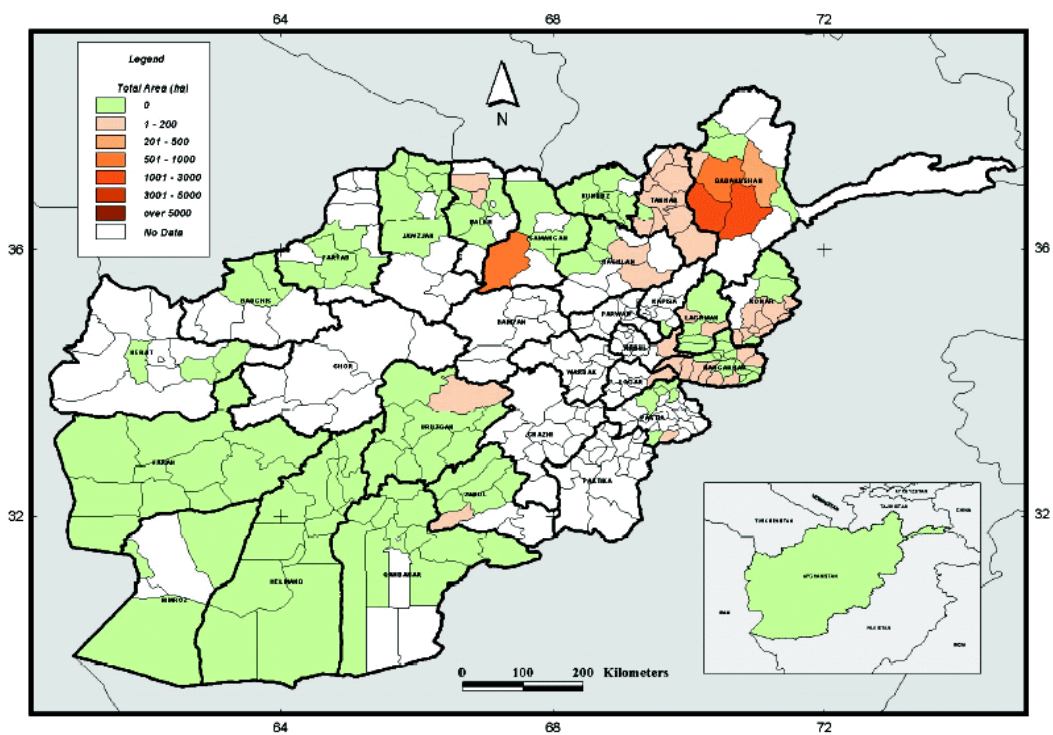 64 68 72
Legend
Total Area (ha)
0
1 - 200
201 - 500
501 - 1000
1001 - 3000
3001 - 5000
over 5000
No Data
N
BADAKHSHAN
KUNDUZ
TAKHAR
BALKH
JAWZJAN
SAMANGAN
36 36
FARYAB
BAGHLAN
BADGHIS
KAPISA
KONAR
PARWAN
LAGHMAN
BAMYAN
KABUL
HERAT
GHOR
WARDAK
NANGARHAR
LOGAR
URUZGAN
PAKTIA
GHAZNI
FARAH
PAKTIKA
ZABUL
32 32
KYRGYZSTAN
UZBEKISTAN
TAJIKISTAN
TURKMENISTAN
CHINA
AFGHANISTAN
HELMAND
KANDAHAR
NIMROZ
IRAN
PAKISTAN
INDIA
0 100 200 Kilometers
64 68 72